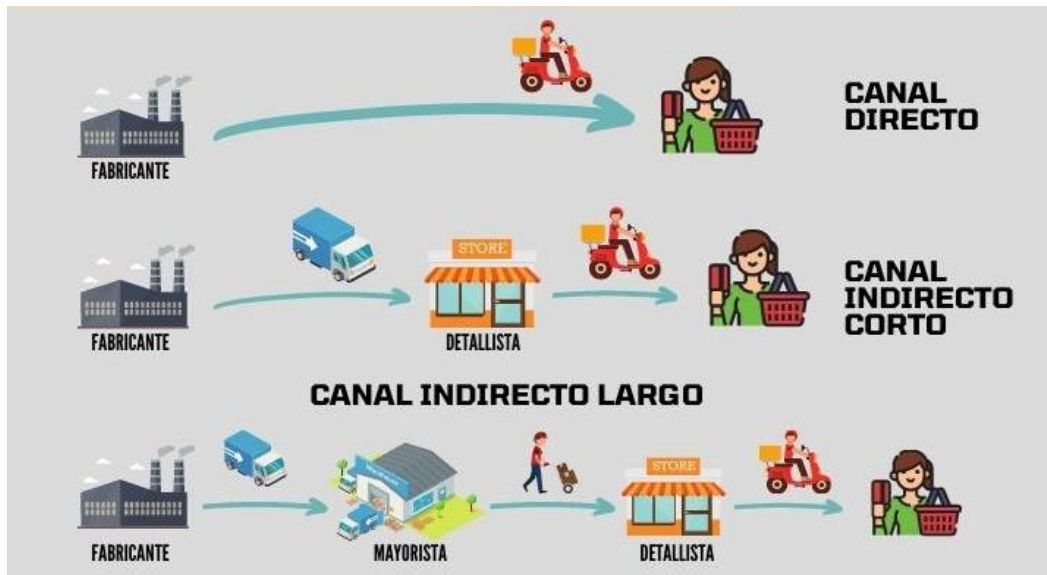 CANAL
DIRECTO
FABRICANTE
STORE
CANAL
INDIRECTO
CORTO
FABRICANTE
DETALLISTA
CANAL INDIRECTO LARGO
STORE
FABRICANTE
MAYORISTA
DETALLISTA